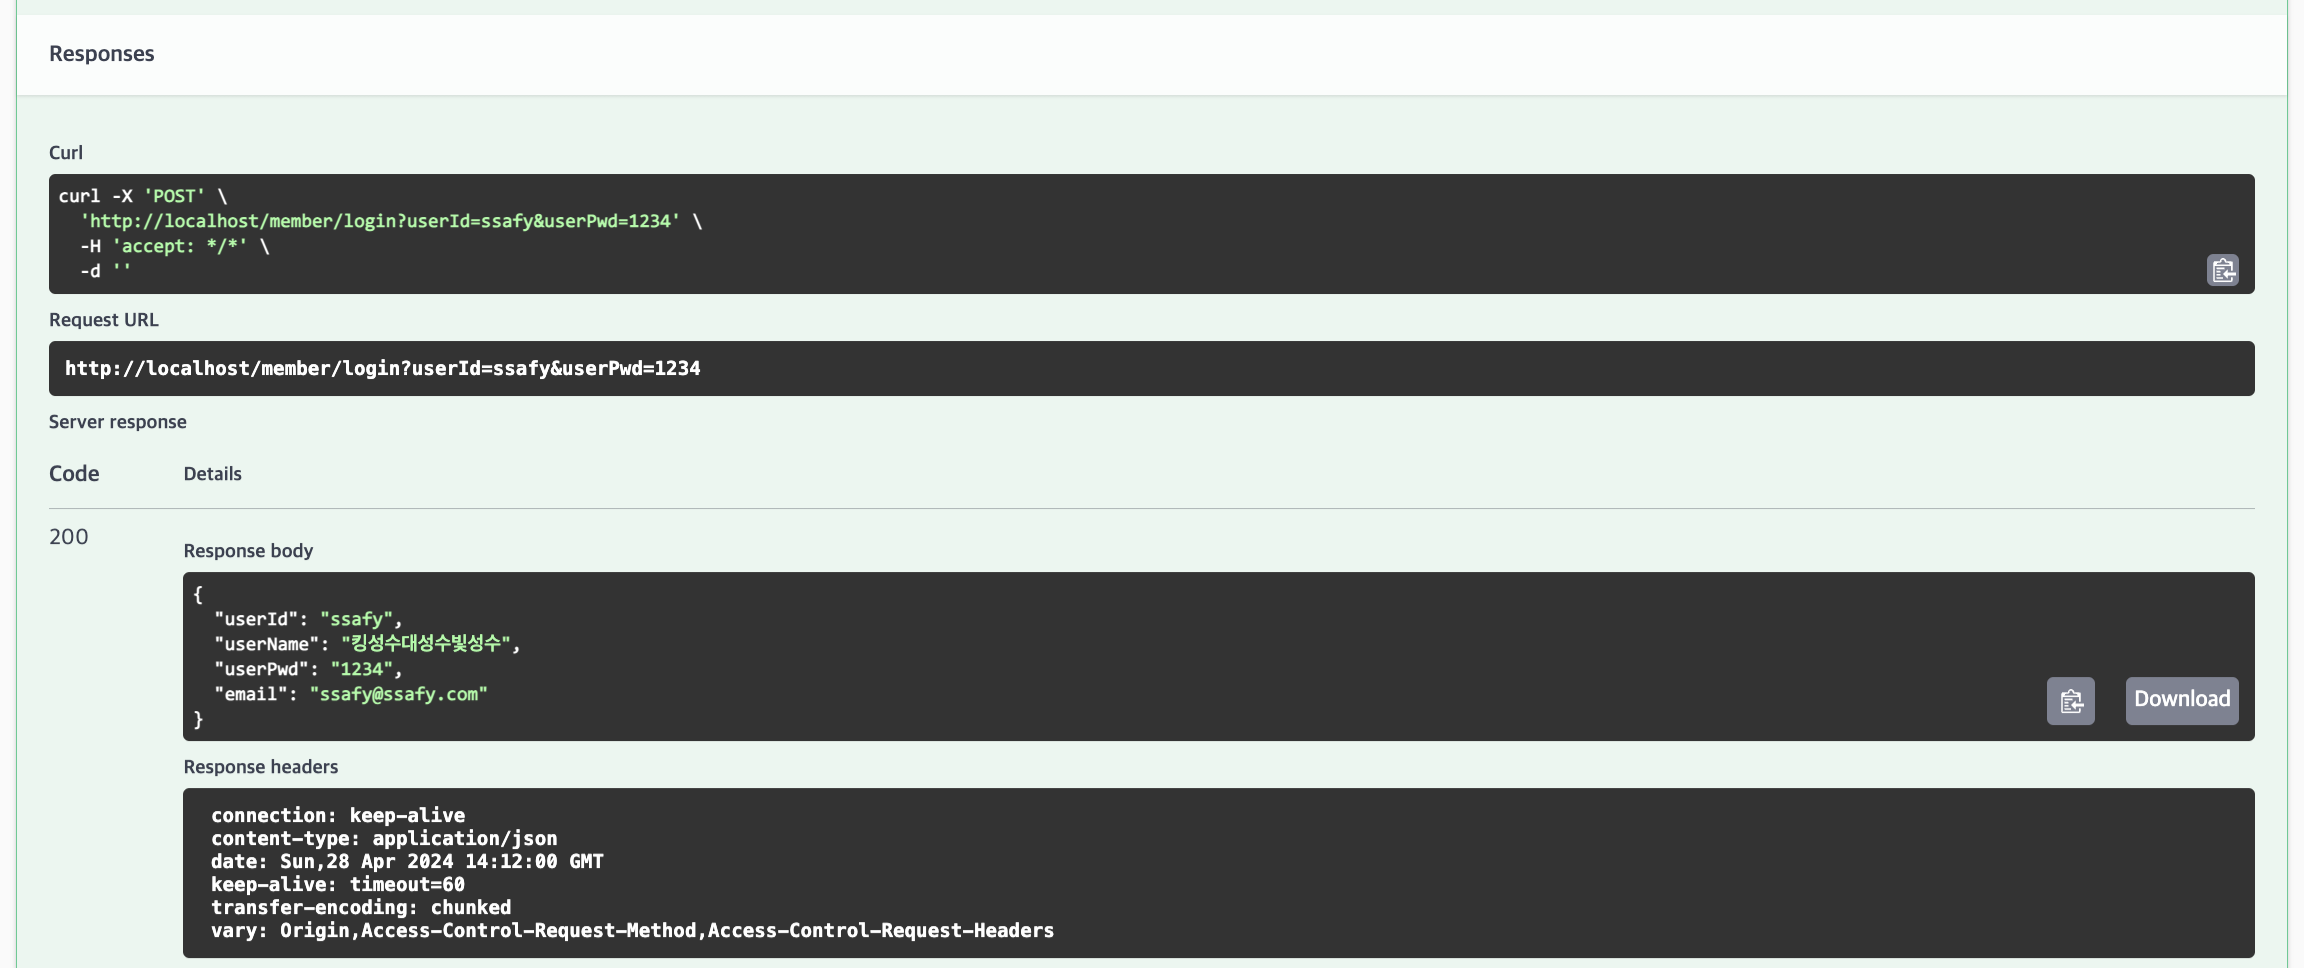 Responses
Curl
curl -X 'POST' \
  'http://localhost/member/login?userId=ssafy&userPwd=1234' \
  -H 'accept: */*' \
  -d ''
Request URL
http://localhost/member/login?userId=ssafy&userPwd=1234
Server response
Code Details
200
Response body
{
  "userId": "ssafy",
  "userName": "킹성수대성수빛성수",
  "userPwd": "1234",
  "email": "ssafy@ssafy.com"
}
Download
Response headers
connection: keep-alive
content-type: application/json
date: Sun,28 Apr 2024 14:12:00 GMT
keep-alive: timeout=60
transfer-encoding: chunked
vary: Origin,Access-Control-Request-Method,Access-Control-Request-Headers